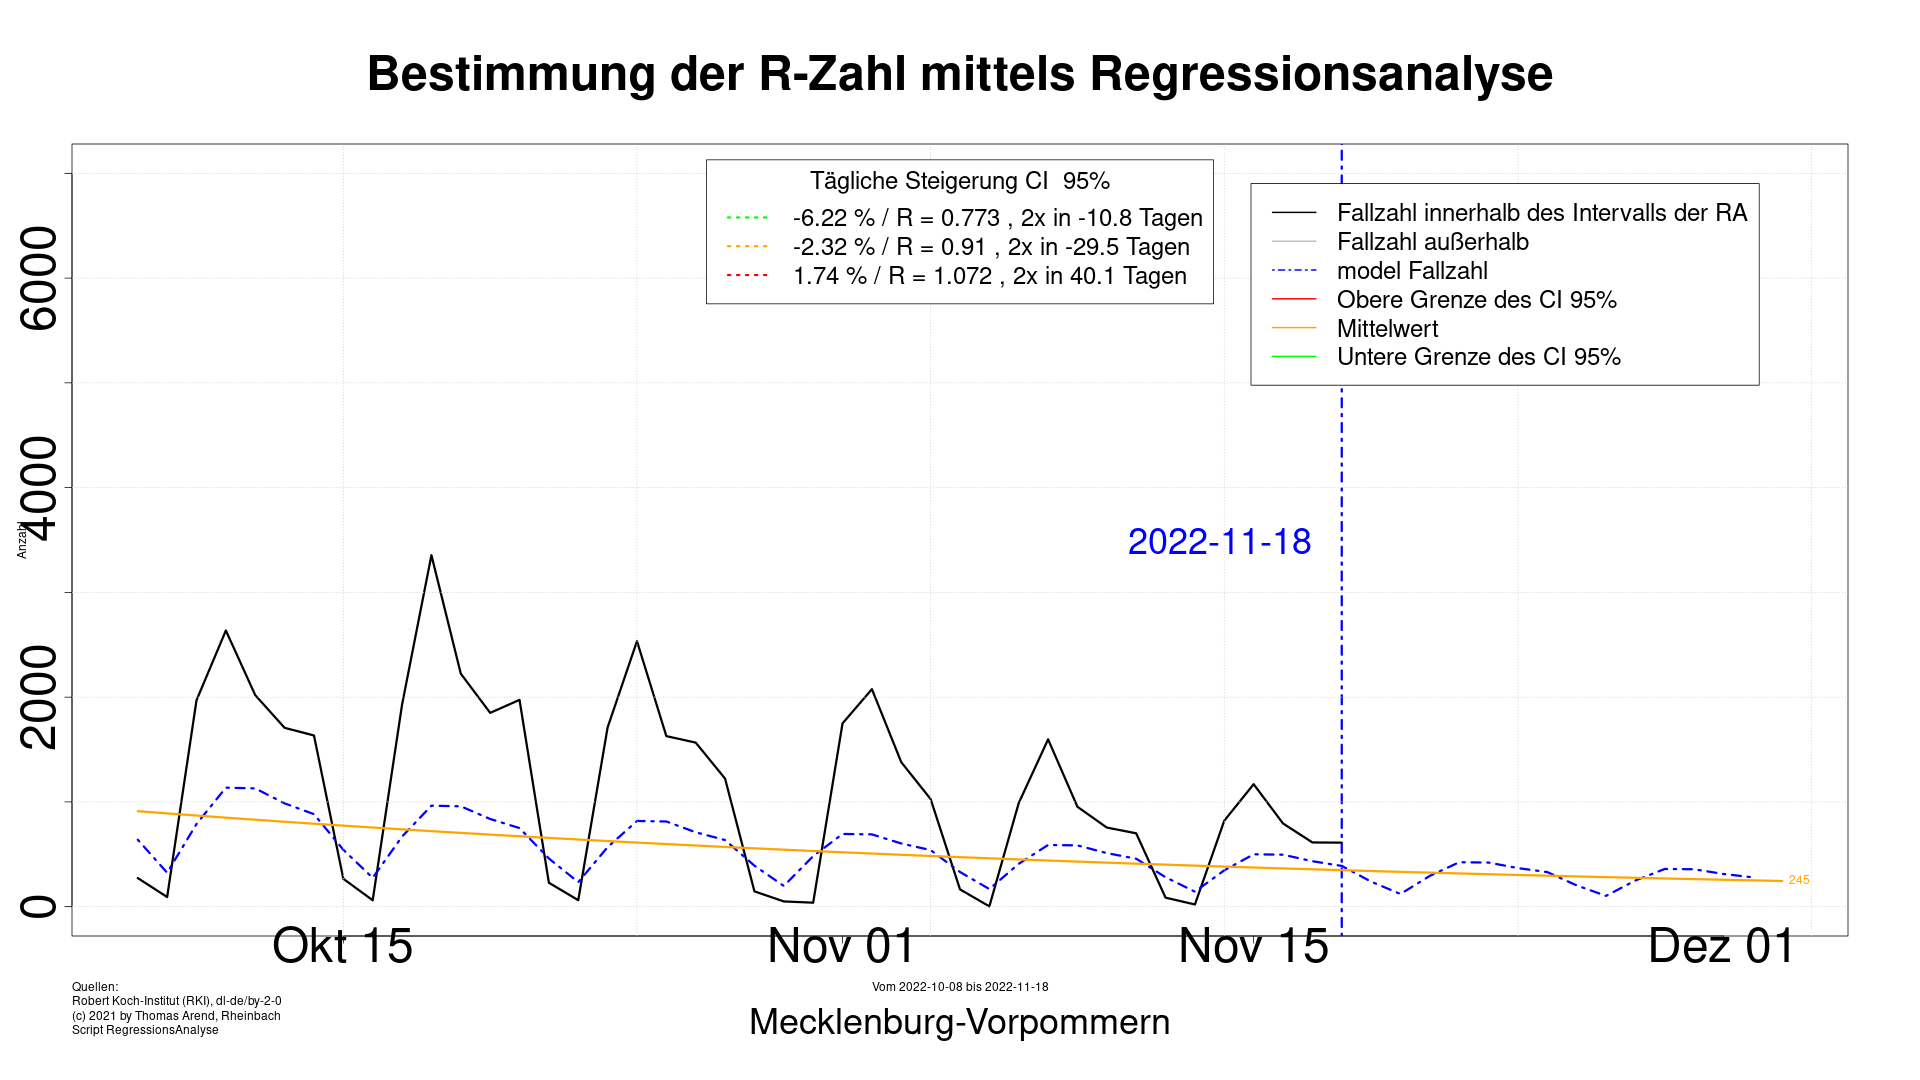 Bestimmung der R-Zahl mittels Regressionsanalyse
Tägliche Steigerung CI  95%
-6.22 % / R = 0.773 , 2x in -10.8 Tagen
-2.32 % / R = 0.91 , 2x in -29.5 Tagen
1.74 % / R = 1.072 , 2x in 40.1 Tagen
Fallzahl innerhalb des Intervalls der RA
Fallzahl außerhalb
model Fallzahl
Obere Grenze des CI 95%
Mittelwert
Untere Grenze des CI 95%
6000
4000
2000
0
Anzahl
2022-11-18
245
Okt 15
Nov 01
Nov 15
Dez 01
Quellen:
Robert Koch-Institut (RKI), dl-de/by-2-0
(c) 2021 by Thomas Arend, Rheinbach
Script RegressionsAnalyse
Vom 2022-10-08 bis 2022-11-18
Mecklenburg-Vorpommern